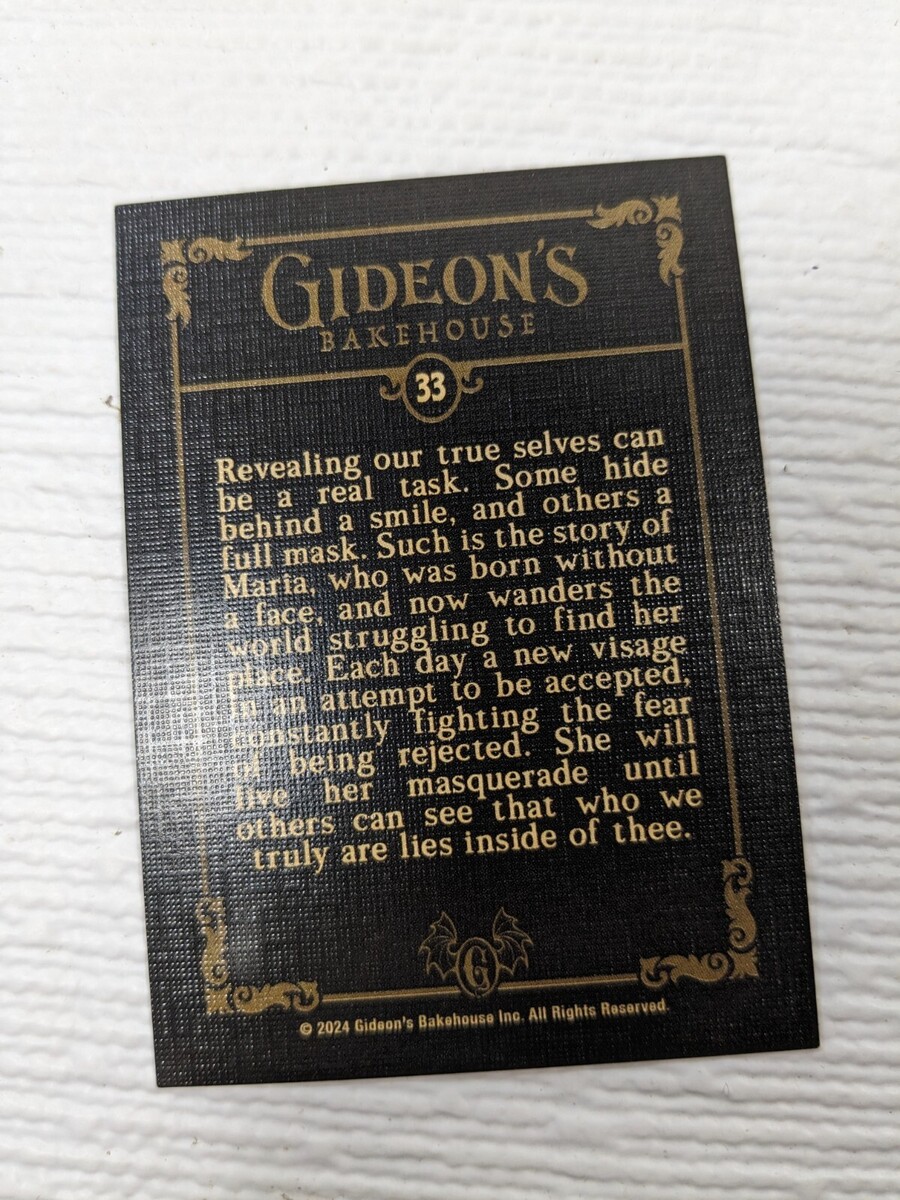 GIDEON'S
BAKEHOUSE
33
Revealing our true selves can
be a real task. Some hide
behind a smile, and others a
full mask. Such is the story of
Maria, who was born without
a face, and now wanders the
world struggling to find her
place. Each day a new visage
in an attempt to be accepted,
constantly fighting the fear
of being rejected. She will
live her masquerade until
others can see that who we
truly are lies inside of thee.
G
© 2024 Gideon's Bakehouse Inc. All Rights Reserved.